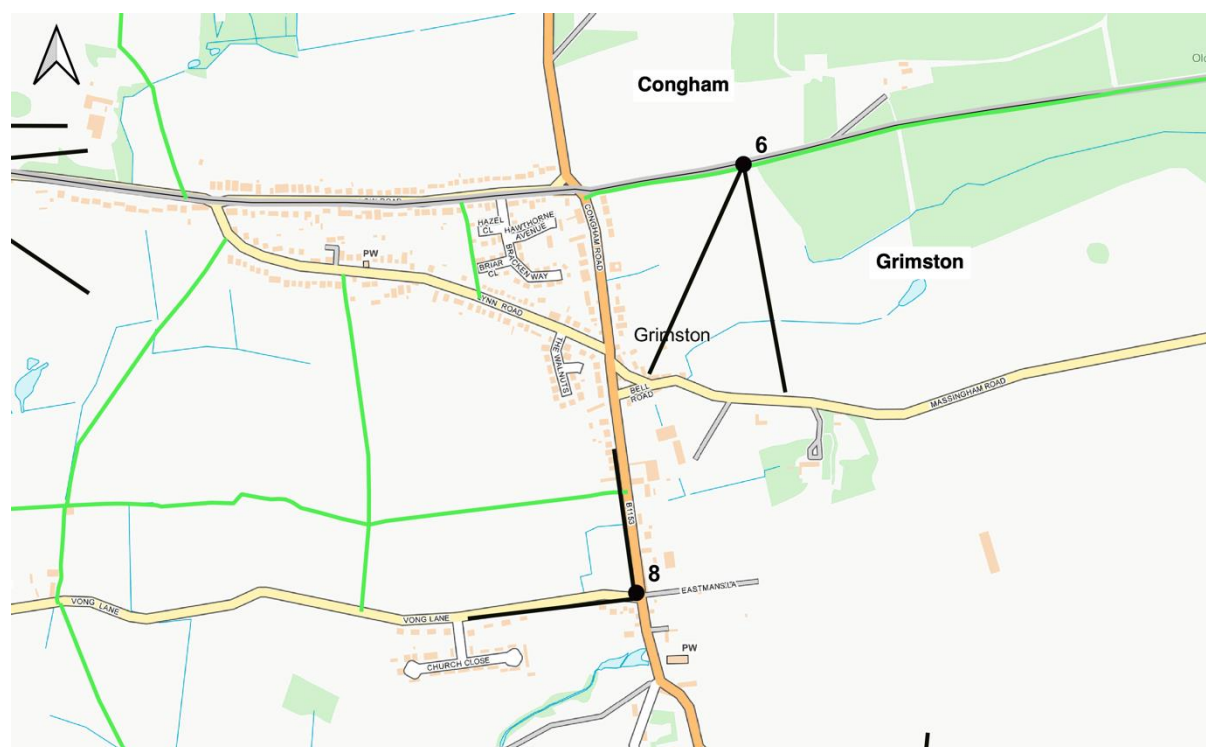 Congham
Old
6
HAZEL
CL
HAWTHORNE
AVENUE
CONGHAM ROAD
PW
BRIAR
CL
BRACKEN WAY
Grimston
LYNN ROAD
Grimston
THE WALNUTS
BELL
ROAD
MASSINGHAM ROAD
B1153
8
EASTMANS LA
VONG LANE
VONG LANE
PW
CHURCH CLOSE